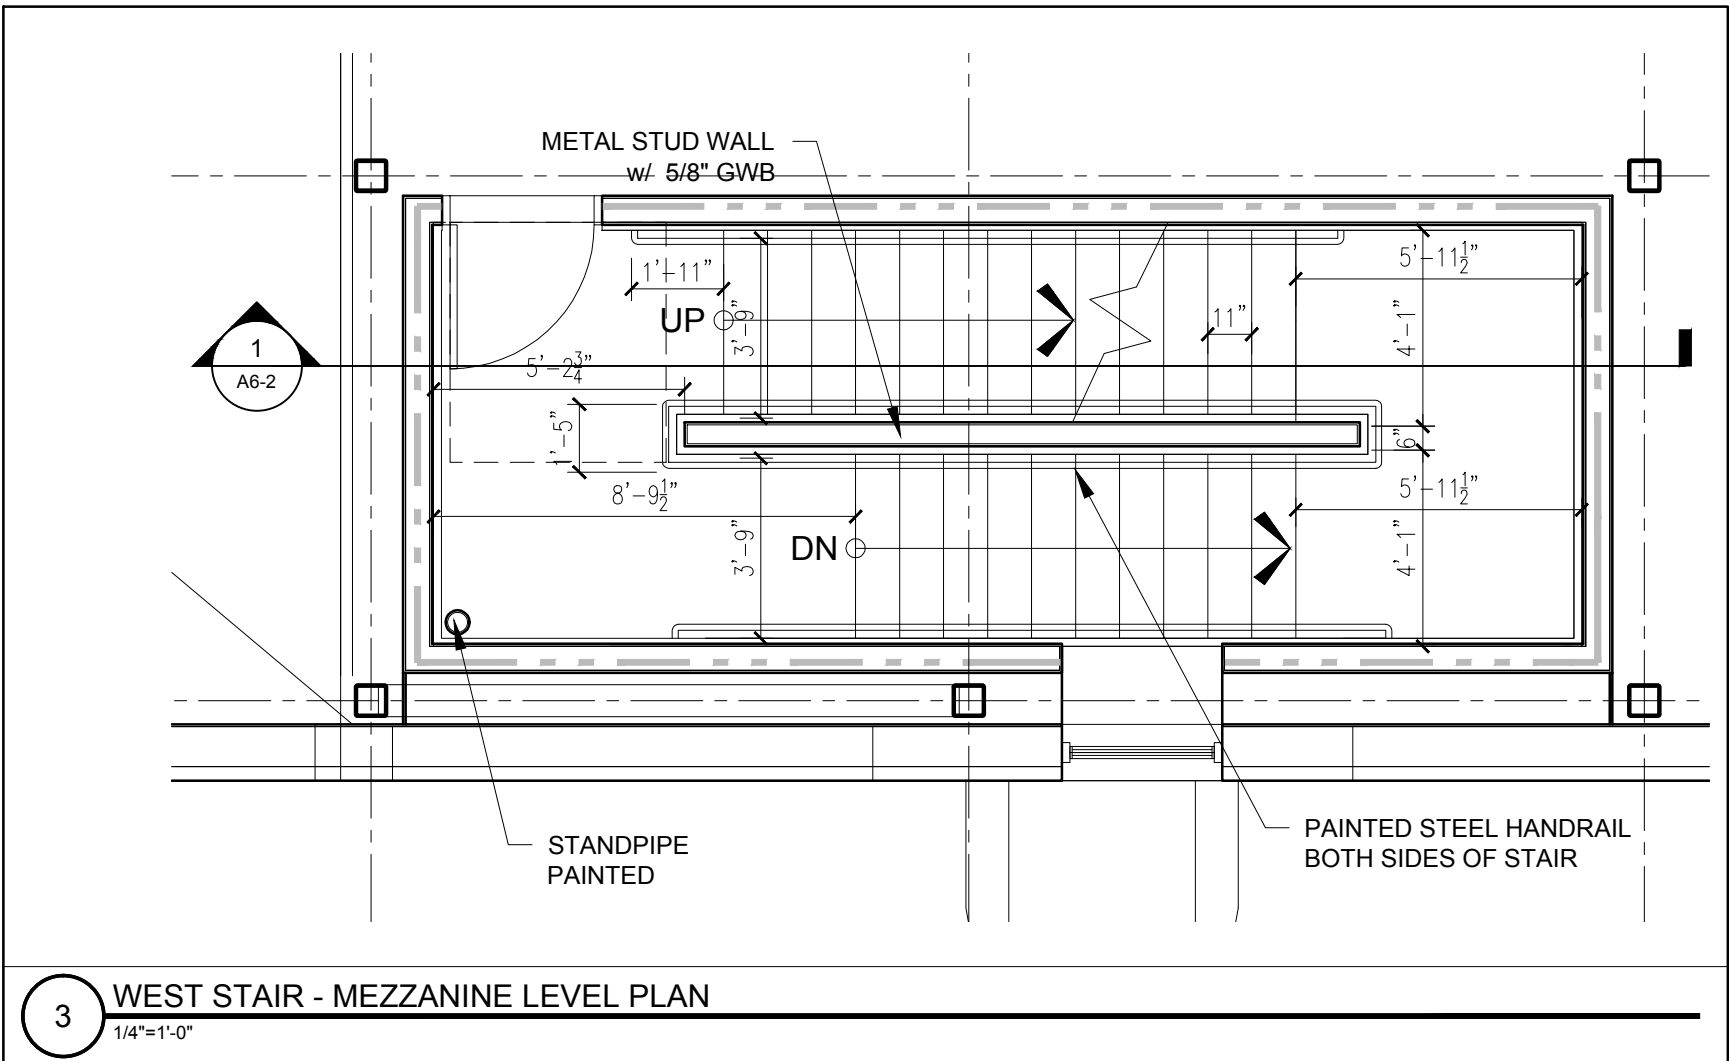 METAL STUD WALL
w/ 5/8" GWB
5'-11½"
1'-11"
UP
3'-9"
11"
4'-1"
1
A6-2
5'-2¾"
1'-5"
6"
8'-9½"
5'-11½"
DN
3'-9"
4'-1"
STANDPIPE
PAINTED
PAINTED STEEL HANDRAIL
BOTH SIDES OF STAIR
3
WEST STAIR - MEZZANINE LEVEL PLAN
1/4"=1'-0"